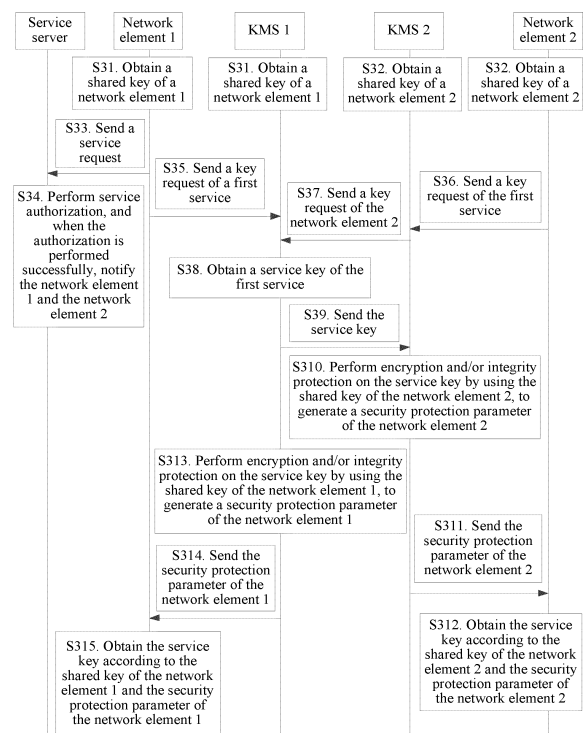 Service
server
Network
element 1
KMS 1
KMS 2
Network
element 2
S31. Obtain a
shared key of a
network element 1
S31. Obtain a
shared key of a
network element 1
S32. Obtain a
shared key of a
network element 2
S32. Obtain a
shared key of a
network element 2
S33. Send a
service
request
S34. Perform service
authorization, and
when the
authorization is
performed
successfully, notify
the network element
1 and the network
element 2
S35. Send a key
request of a first
service
S36. Send a key
request of the first
service
S37. Send a key
request of the
network element 2
S38. Obtain a service key of the
first service
S39. Send the
service key
S310. Perform encryption and/or integrity
protection on the service key by using the
shared key of the network element 2, to
generate a security protection parameter
of the network element 2
S313. Perform encryption and/or integrity
protection on the service key by using the
shared key of the network element 1, to
generate a security protection parameter
of the network element 1
S311. Send the
security protection
parameter of the
network element 2
S314. Send the
security protection
parameter of the
network element 1
S312. Obtain the service
key according to the
shared key of the network
element 2 and the security
protection parameter of
the network element 2
S315. Obtain the service
key according to the
shared key of the network
element 1 and the security
protection parameter of
the network element 1